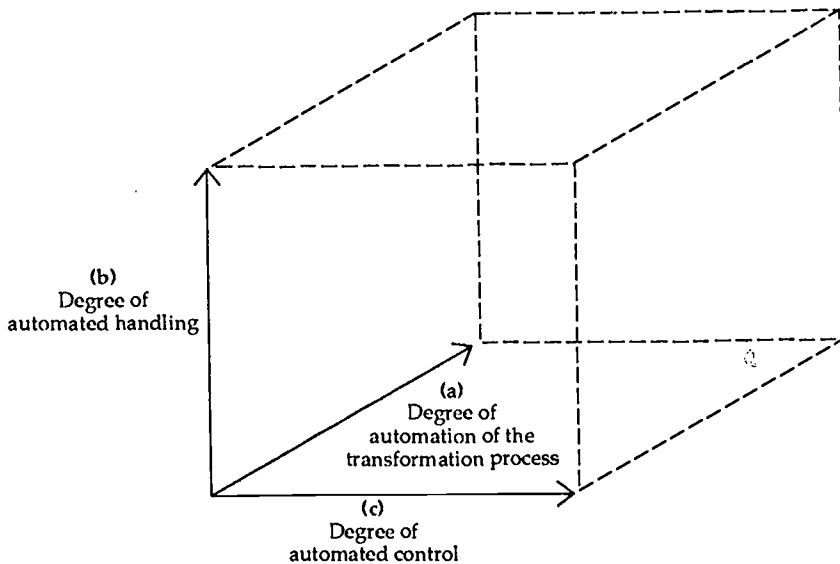 (b)
Degree of
automated handling
(a)
Degree of
automation of the
transformation process
(c)
Degree of
automated control